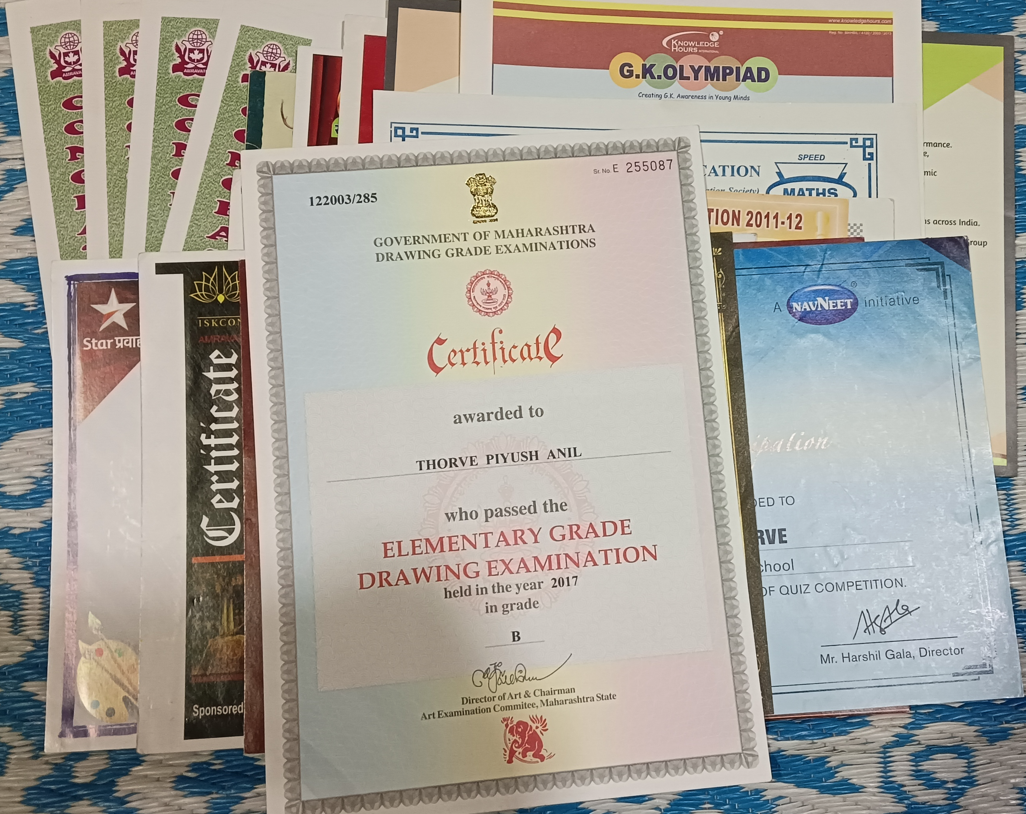 www.knowledgehours.com
KNOWLEDGE
HOURS
G.K.OLYMPIAD
Creating G.K. Awareness in Young Minds
SPEED
MATHS
CATION
TION 2011-12
rmance.
mic
s across India.
roup
122003/285
Sr. No. E 255087
GOVERNMENT OF MAHARASHTRA
DRAWING GRADE EXAMINATIONS
Certificate
awarded to
THORVE PIYUSH ANIL
who passed the
ELEMENTARY GRADE
DRAWING EXAMINATION
held in the year 2017
in grade
B
Director of Art & Chairman
Art Examination Commitee, Maharashtra State
Star प्रवाह
ISKCON
Certificate
Sponsored
A NAVNEET initiative
ipation
DED TO
RVE
chool
OF QUIZ COMPETITION.
Mr. Harshil Gala, Director